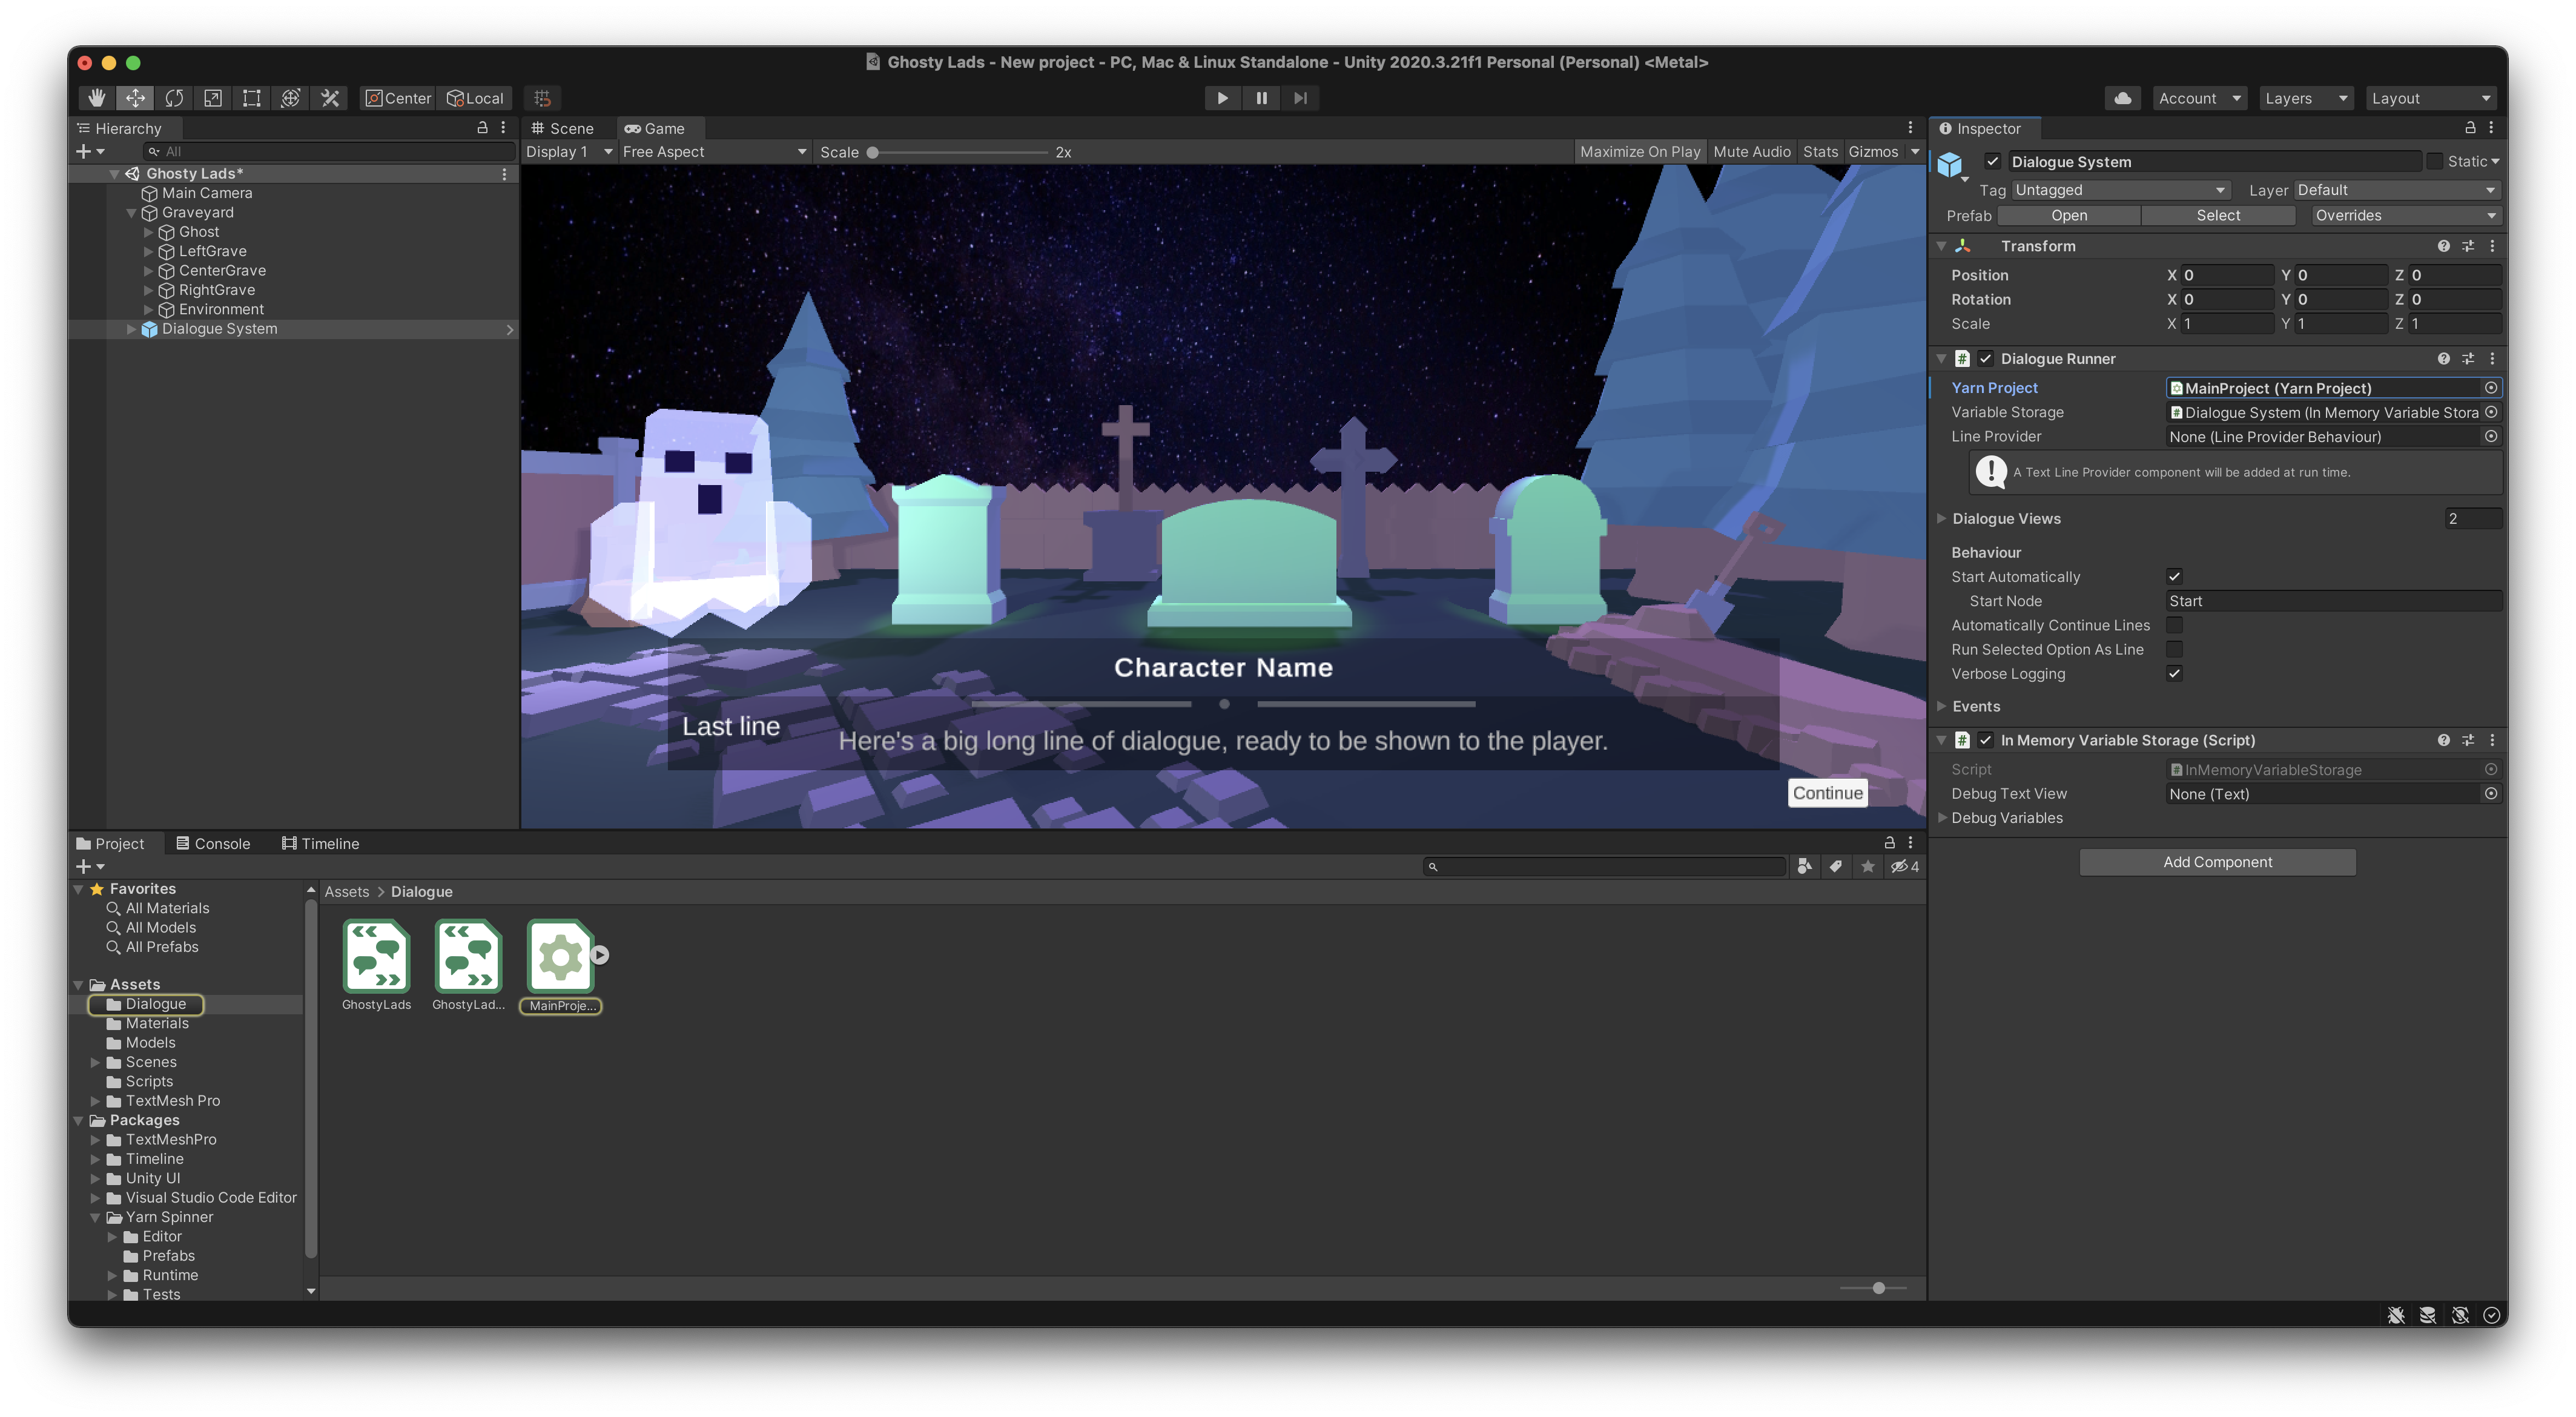 Ghosty Lads - New project - PC, Mac & Linux Standalone - Unity 2020.3.21f1 Personal (Personal) <Metal>
Center Local Account Layers Layout
Hierarchy
All
Ghosty Lads*
Main Camera
Graveyard
Ghost
LeftGrave
CenterGrave
RightGrave
Environment
Dialogue System
Scene Game
Display 1 Free Aspect Scale 2x Maximize On Play Mute Audio Stats Gizmos
Character Name
Last line
Here's a big long line of dialogue, ready to be shown to the player.
Continue
Inspector
Dialogue System Static
Tag Untagged Layer Default
Prefab Open Select Overrides
Transform
Position X 0 Y 0 Z 0
Rotation X 0 Y 0 Z 0
Scale X 1 Y 1 Z 1
# Dialogue Runner
Yarn Project MainProject (Yarn Project)
Variable Storage # Dialogue System (In Memory Variable Stora
Line Provider None (Line Provider Behaviour)
! A Text Line Provider component will be added at run time.
Dialogue Views 2
Behaviour
Start Automatically
Start Node Start
Automatically Continue Lines
Run Selected Option As Line
Verbose Logging
Events
# In Memory Variable Storage (Script)
Script # InMemoryVariableStorage
Debug Text View None (Text)
Debug Variables
Add Component
Project Console Timeline
4
Favorites
All Materials
All Models
All Prefabs
Assets
Dialogue
Materials
Models
Scenes
Scripts
TextMesh Pro
Packages
TextMeshPro
Timeline
Unity UI
Visual Studio Code Editor
Yarn Spinner
Editor
Prefabs
Runtime
Tests
Assets > Dialogue
GhostyLads GhostyLad... MainProje...